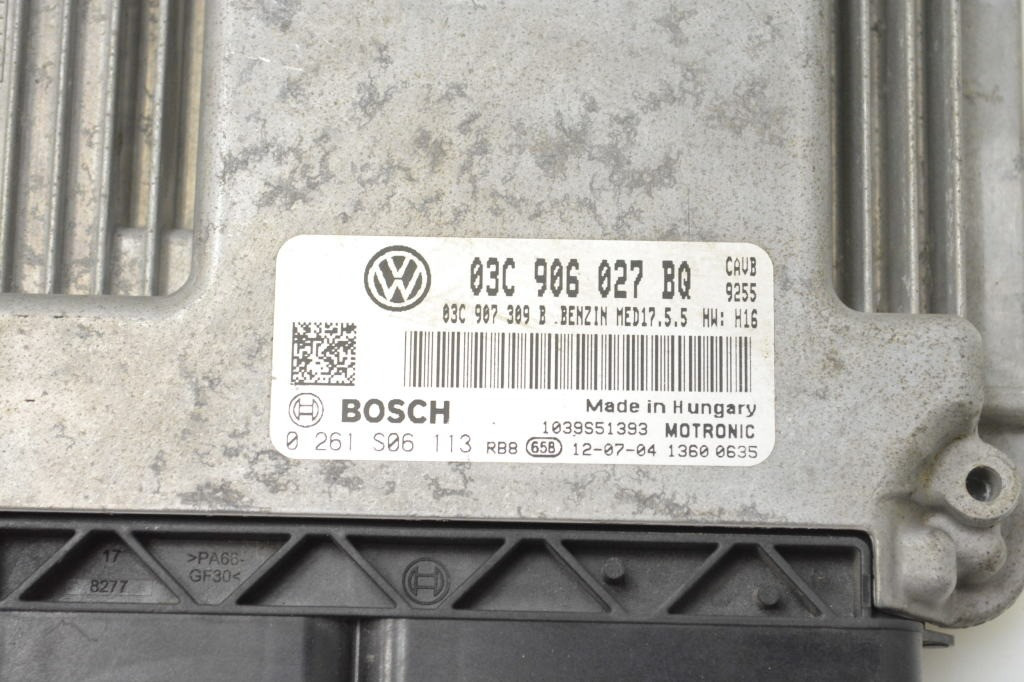 03C 906 027 BQ CAVB
9255
03C 907 309 B .BENZIN MED17.5.5 HW: H16
BOSCH Made in Hungary
1039S51393 MOTRONIC
0 261 S06 113 RB8 65B 12-07-04 1360 0635
17
8277
>PA66-
GF30<